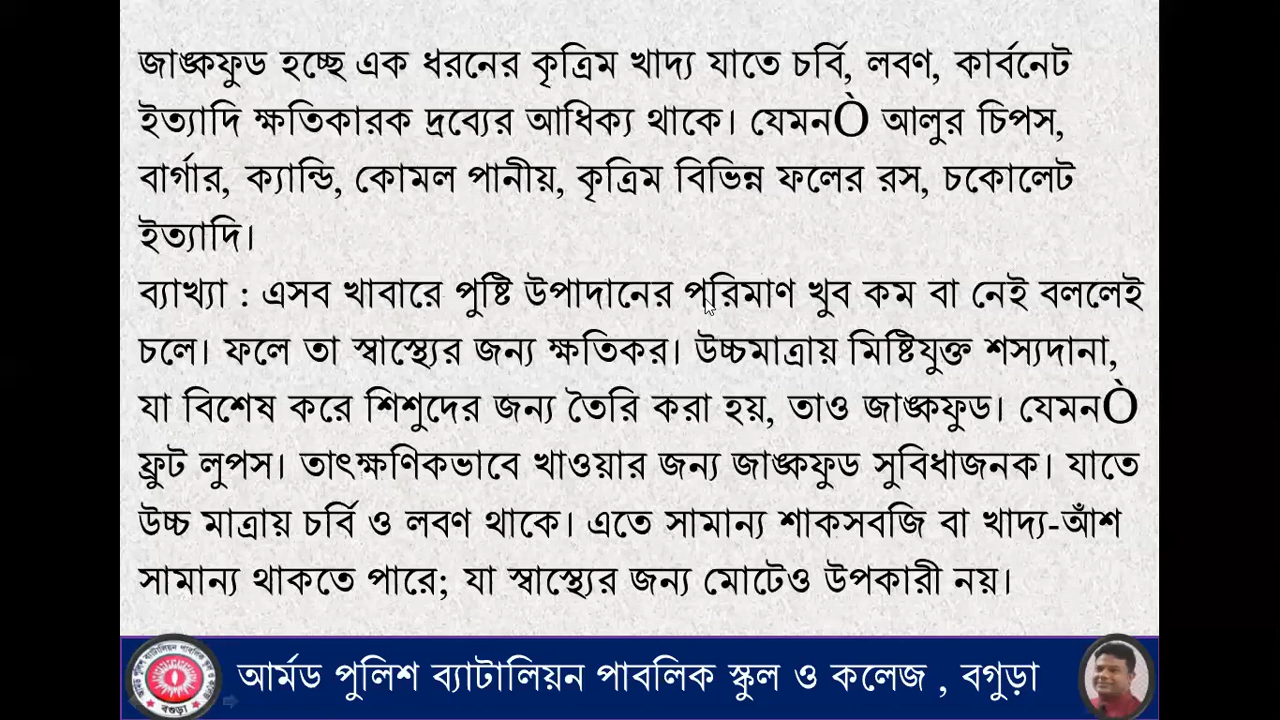 জাঙ্কফুড হচ্ছে এক ধরনের কৃত্রিম খাদ্য যাতে চর্বি, লবণ, কার্বনেট
ইত্যাদি ক্ষতিকারক দ্রব্যের আধিক্য থাকে। যেমনÒ আলুর চিপস,
বার্গার, ক্যান্ডি, কোমল পানীয়, কৃত্রিম বিভিন্ন ফলের রস, চকোলেট
ইত্যাদি।
ব্যাখ্যা : এসব খাবারে পুষ্টি উপাদানের পরিমাণ খুব কম বা নেই বললেই
চলে। ফলে তা স্বাস্থ্যের জন্য ক্ষতিকর। উচ্চমাত্রায় মিষ্টিযুক্ত শস্যদানা,
যা বিশেষ করে শিশুদের জন্য তৈরি করা হয়, তাও জাঙ্কফুড। যেমনÒ
ফ্রুট লুপস। তাৎক্ষণিকভাবে খাওয়ার জন্য জাঙ্কফুড সুবিধাজনক। যাতে
উচ্চ মাত্রায় চর্বি ও লবণ থাকে। এতে সামান্য শাকসবজি বা খাদ্য-আঁশ
সামান্য থাকতে পারে; যা স্বাস্থ্যের জন্য মোটেও উপকারী নয়।
আর্মড পুলিশ ব্যাটালিয়ন পাবলিক স্কুল ও কলেজ , বগুড়া
বগুড়া